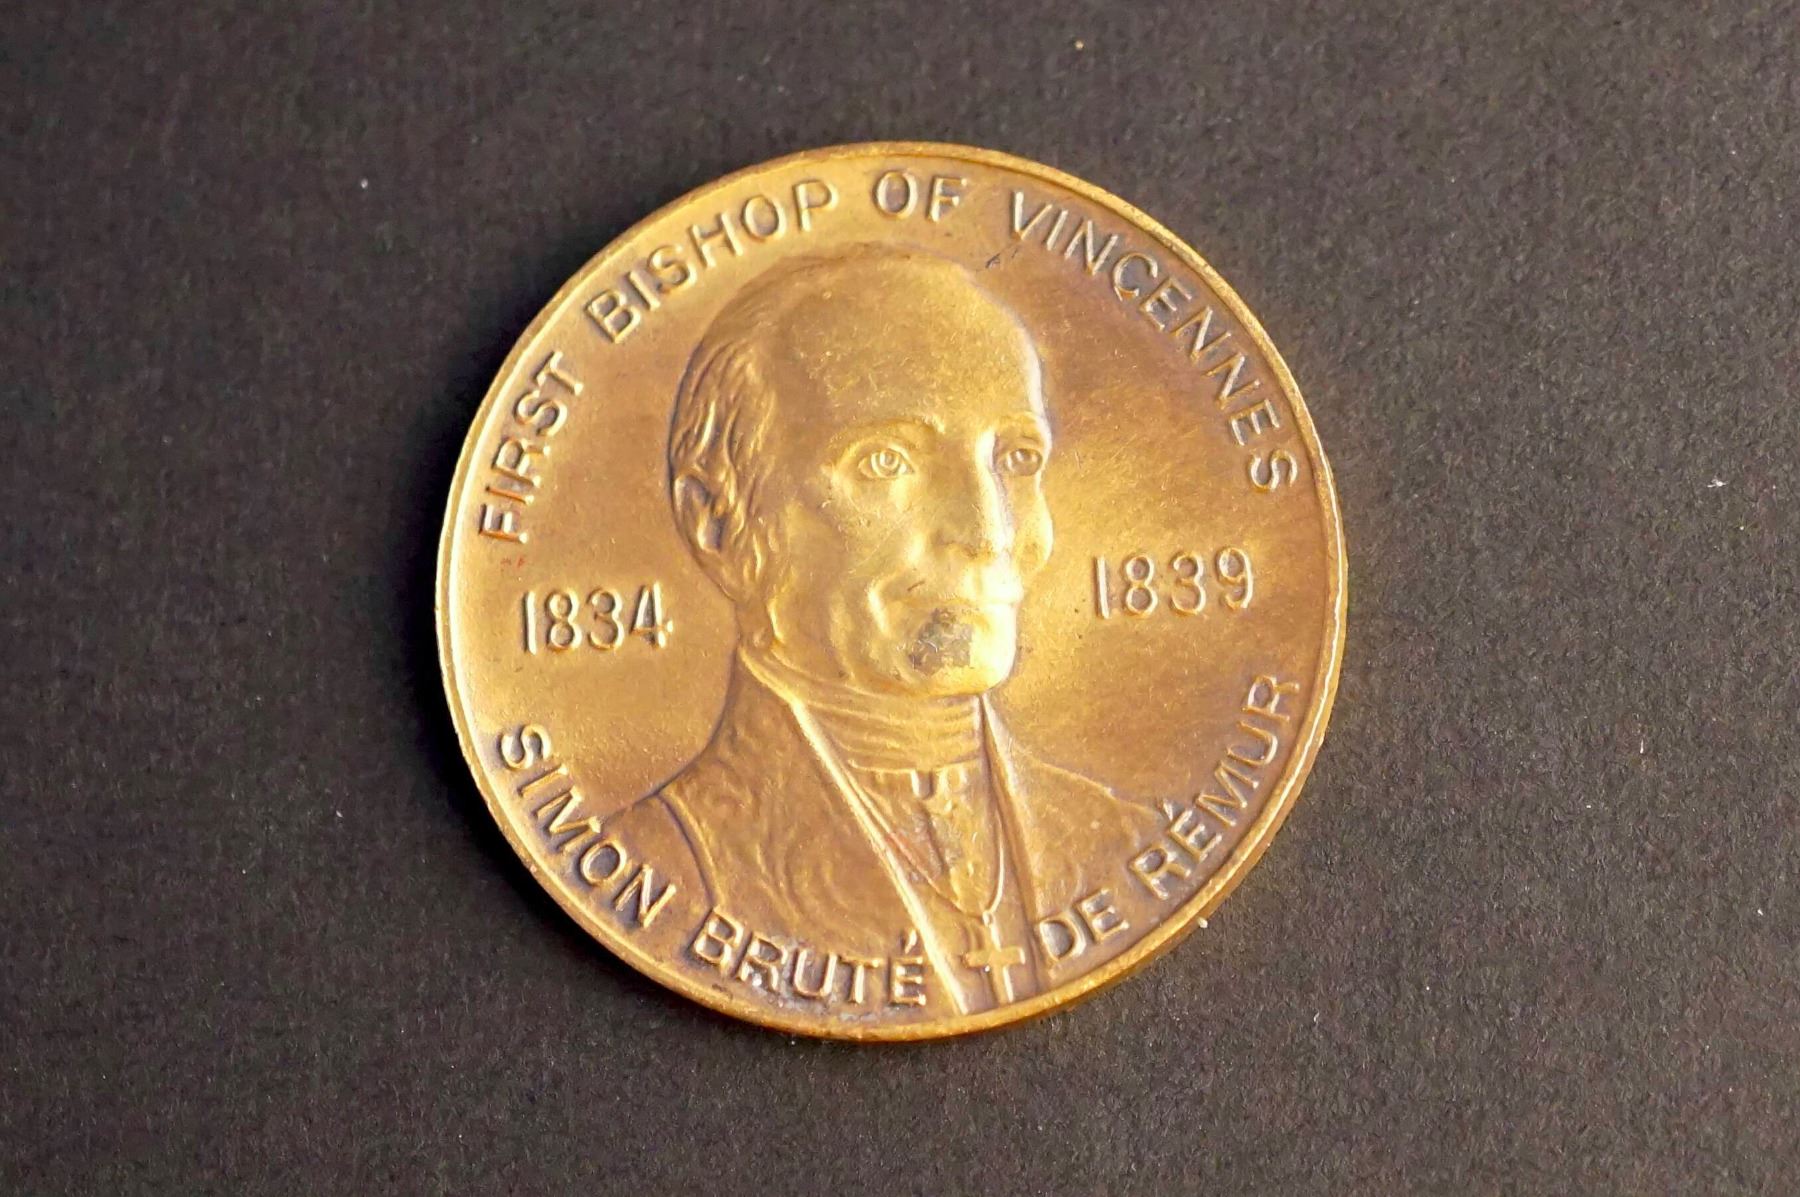 FIRST BISHOP OF VINCENNES
1834
1839
SIMON BRUTÉ DE RÉMUR